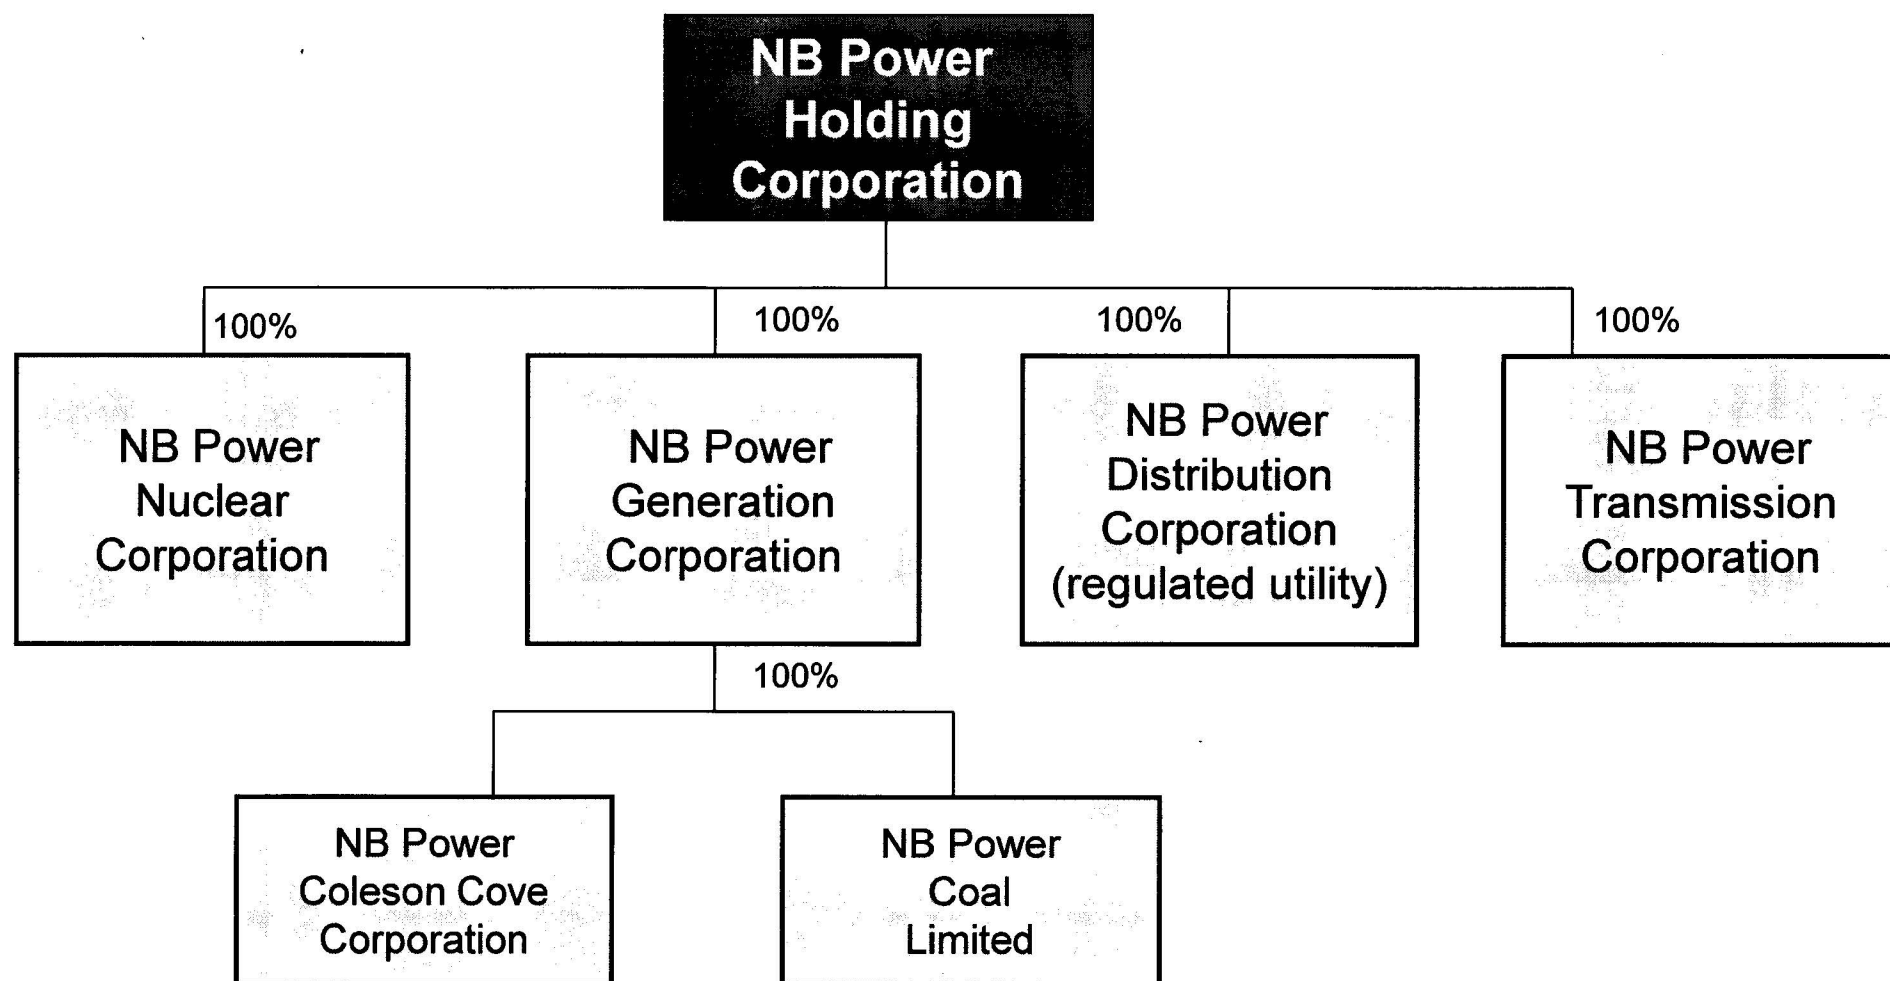 NB Power
Holding
Corporation
100%
100%
100%
100%
NB Power
Nuclear
Corporation
NB Power
Generation
Corporation
NB Power
Distribution
Corporation
(regulated utility)
NB Power
Transmission
Corporation
100%
NB Power
Coleson Cove
Corporation
NB Power
Coal
Limited